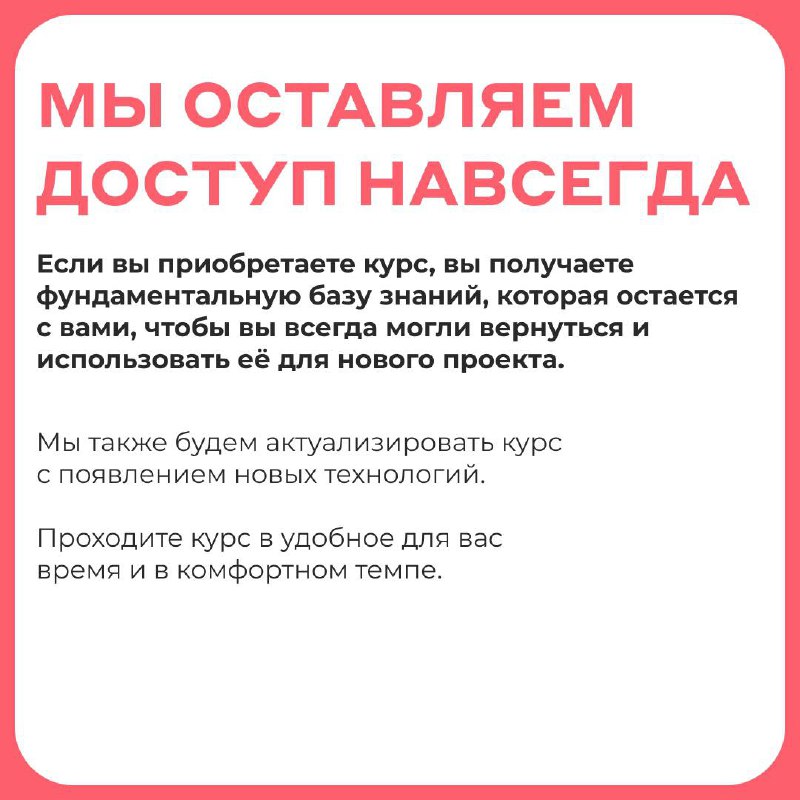 МЫ ОСТАВЛЯЕМ
ДОСТУП НАВСЕГДА
Если вы приобретаете курс, вы получаете
фундаментальную базу знаний, которая остается
с вами, чтобы вы всегда могли вернуться и
использовать её для нового проекта.
Мы также будем актуализировать курс
с появлением новых технологий.
Проходите курс в удобное для вас
время и в комфортном темпе.